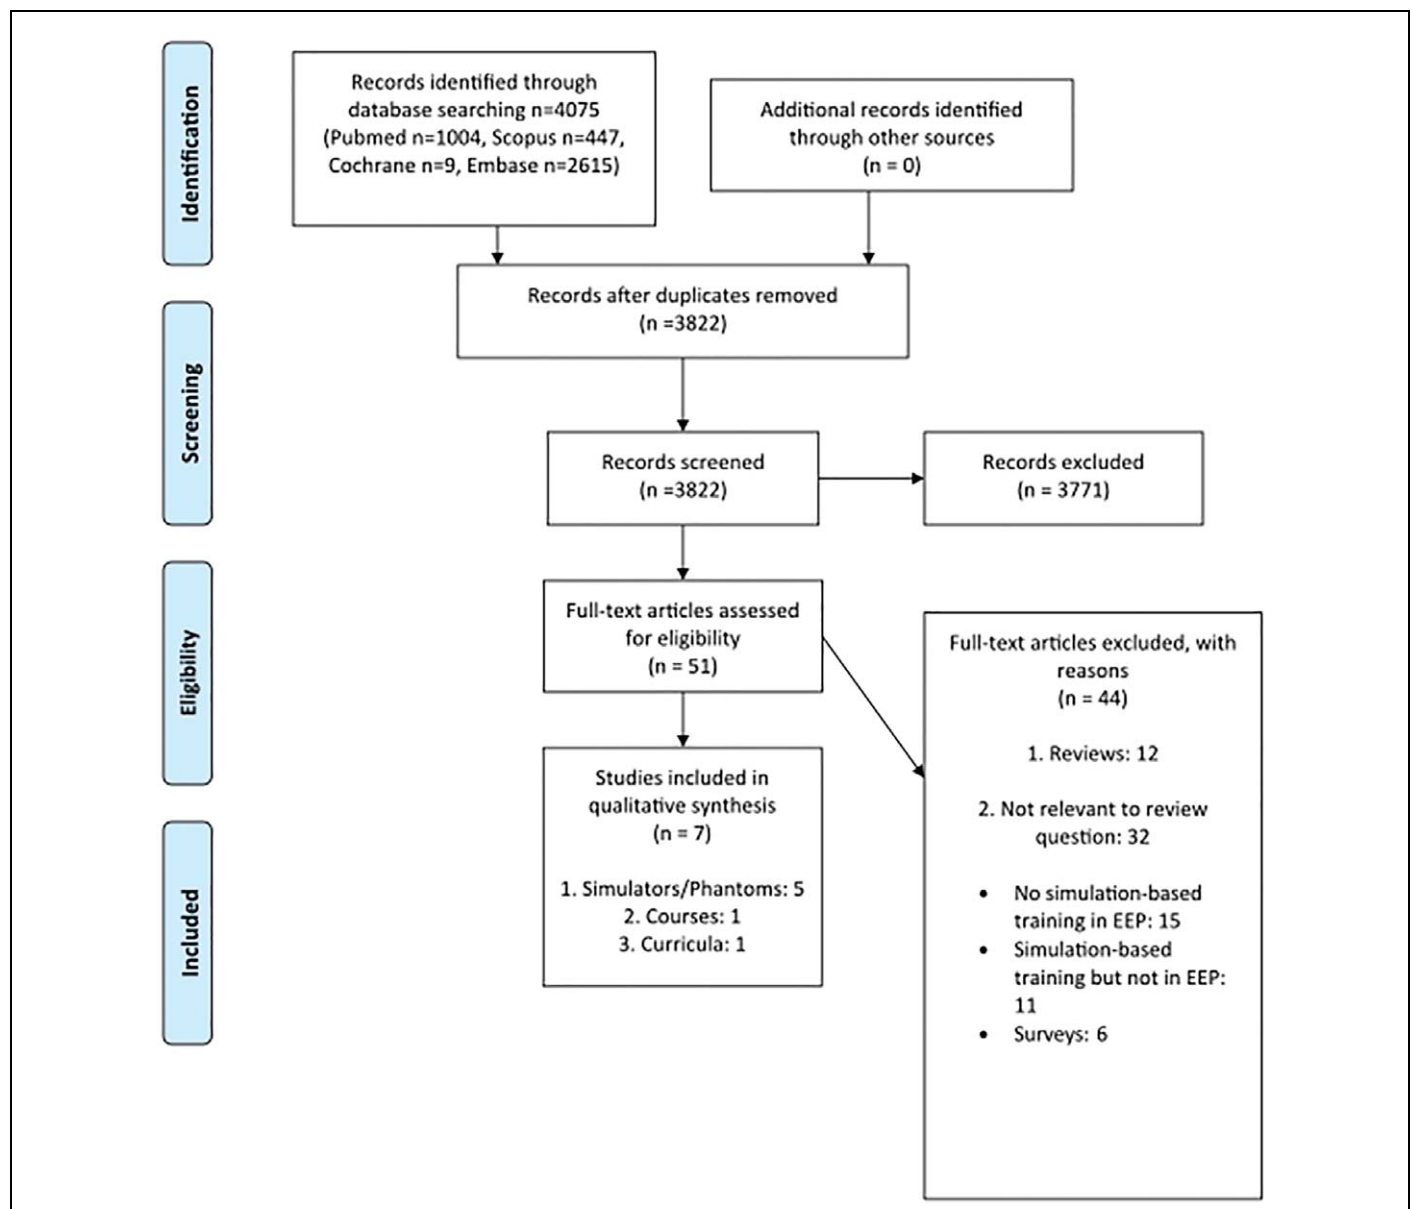 Identification
Records identified through
database searching n=4075
(Pubmed n=1004, Scopus n=447,
Cochrane n=9, Embase n=2615)
Additional records identified
through other sources
(n = 0)
Records after duplicates removed
(n =3822)
Screening
Records screened
(n =3822)
Records excluded
(n = 3771)
Eligibility
Full-text articles assessed
for eligibility
(n = 51)
Full-text articles excluded, with
reasons
(n = 44)
1. Reviews: 12
2. Not relevant to review
question: 32
• No simulation-based
training in EEP: 15
• Simulation-based
training but not in EEP:
11
• Surveys: 6
Included
Studies included in
qualitative synthesis
(n = 7)
1. Simulators/Phantoms: 5
2. Courses: 1
3. Curricula: 1